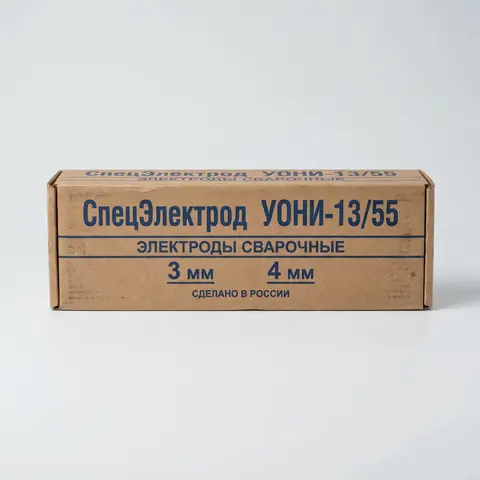 СпецЭлектрод УОНИ-13/55
ЭЛЕКТРОДЫ СВАРОЧНЫЕ
СпецЭлектрод УОНИ-13/55
ЭЛЕКТРОДЫ СВАРОЧНЫЕ
3 мм 4 мм
СДЕЛАНО В РОССИИ